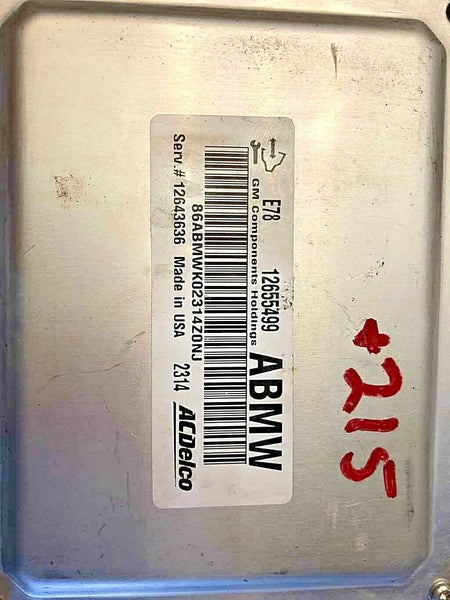 E78 12655499 ABMW
GM Components Holdings
86ABMWK02314Z0NJ
Serv.# 12643636 Made in USA 2314 ACDelco
+215